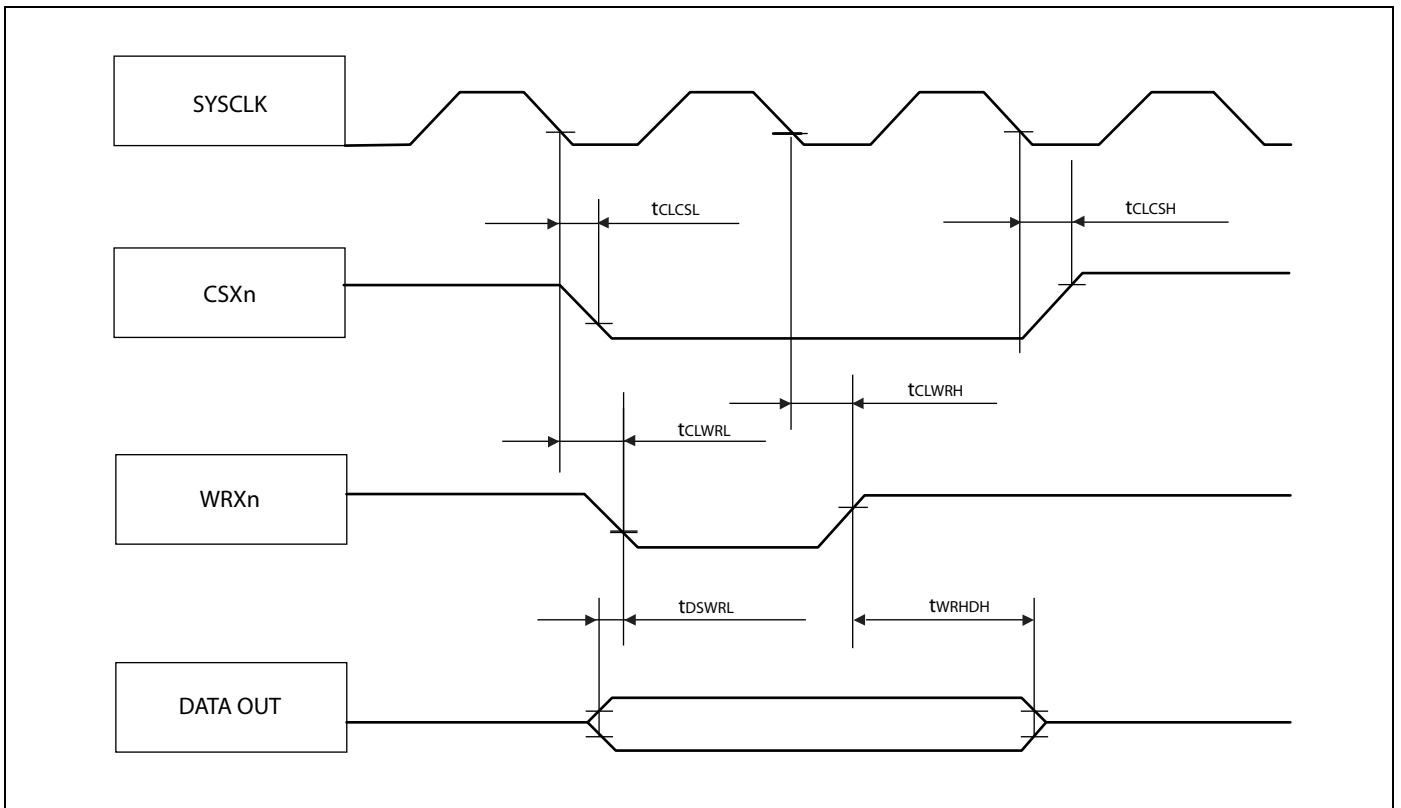 SYSCLK
tCLCSL
tCLCSH
CSXn
tCLWRH
tCLWRL
WRXn
tDSWRL
tWRHDH
DATA OUT